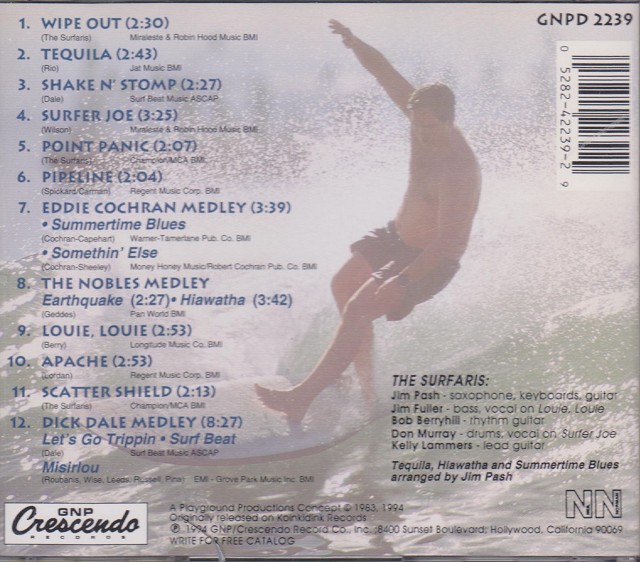 GNPD 2239
0 5282-42239-2 9
1. WIPE OUT (2:30)
(The Surfaris) Miraleste & Robin Hood Music BMI
2. TEQUILA (2:43)
(Rio) Jat Music BMI
3. SHAKE N' STOMP (2:27)
(Dale) Surf Beat Music ASCAP
4. SURFER JOE (3:25)
(Wilson) Miraleste & Robin Hood Music BMI
5. POINT PANIC (2:07)
(The Surfaris) Champion/MCA BMI
6. PIPELINE (2:04)
(Spickard Carman) Regent Music Corp. BMI
7. EDDIE COCHRAN MEDLEY (3:39)
• Summertime Blues
(Cochran-Capehart) Warner-Tamerlane Pub. Co. BMI
• Somethin' Else
(Cochran-Sheeley) Money Honey Music/Robert Cochran Pub. Co. BMI
8. THE NOBLES MEDLEY
Earthquake (2:27) • Hiawatha (3:42)
(Geddes) Pan World BMI
9. LOUIE, LOUIE (2:53)
(Berry) Longitude Music Co. BMI
10. APACHE (2:53)
(Lordan) Regent Music Corp. BMI
11. SCATTER SHIELD (2:13)
(The Surfaris) Champion/MCA BMI
12. DICK DALE MEDLEY (8:27)
Let's Go Trippin • Surf Beat
(Dale) Surf Beat Music ASCAP
Misirlou
(Roubanis, Wise, Leeds, Russell, Pina) EMI - Grove Park Music Inc. BMI
THE SURFARIS:
Jim Pash - saxophone, keyboards, guitar
Jim Fuller - bass, vocal on Louie, Louie
Bob Berryhill - rhythm guitar
Don Murray - drums, vocal on Surfer Joe
Kelly Lammers - lead guitar
Tequila, Hiawatha and Summertime Blues
arranged by Jim Pash
GNP
Crescendo
RECORDS
A Playground Productions Concept © 1983, 1994
Originally released on Koinkidink Records
℗ 1994 GNP/Crescendo Record Co., 8400 Sunset Boulevard, Hollywood, California 90069
WRITE FOR FREE CATALOG